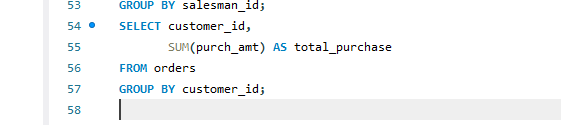 53 GROUP BY salesman_id;
54 SELECT customer_id,
55 SUM(purch_amt) AS total_purchase
56 FROM orders
57 GROUP BY customer_id;
58